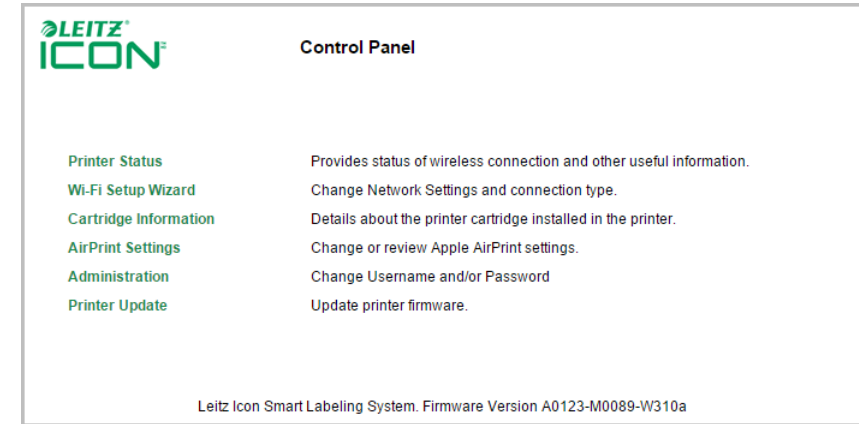 LEITZ®
ICON™
Control Panel
Printer Status Provides status of wireless connection and other useful information.
Wi-Fi Setup Wizard Change Network Settings and connection type.
Cartridge Information Details about the printer cartridge installed in the printer.
AirPrint Settings Change or review Apple AirPrint settings.
Administration Change Username and/or Password
Printer Update Update printer firmware.
Leitz Icon Smart Labeling System. Firmware Version A0123-M0089-W310a